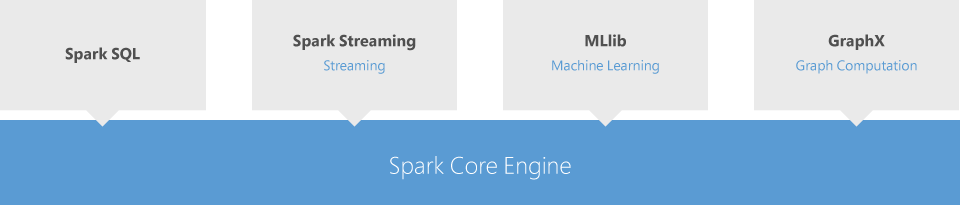 Spark SQL
Spark Streaming
Streaming
MLlib
Machine Learning
GraphX
Graph Computation
Spark Core Engine